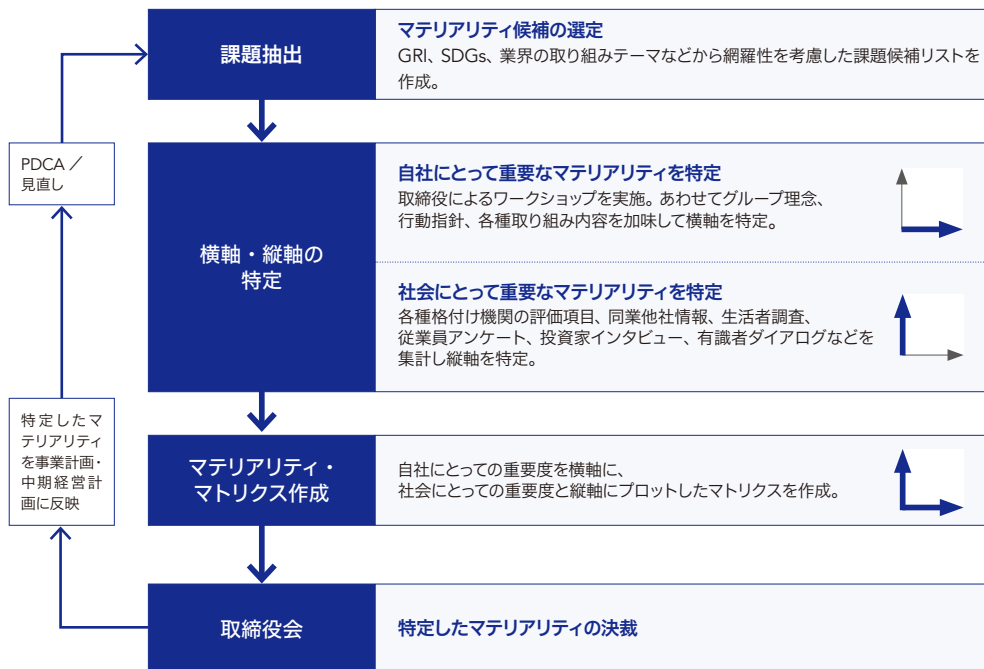 課題抽出
マテリアリティ候補の選定
GRI、SDGs、業界の取り組みテーマなどから網羅性を考慮した課題候補リストを
作成。
PDCA ／
見直し
横軸・縦軸の
特定
自社にとって重要なマテリアリティを特定
取締役によるワークショップを実施。あわせてグループ理念、
行動指針、各種取り組み内容を加味して横軸を特定。
社会にとって重要なマテリアリティを特定
各種格付け機関の評価項目、同業他社情報、生活者調査、
従業員アンケート、投資家インタビュー、有識者ダイアログなどを
集計し縦軸を特定。
特定したマ
テリアリティ
を事業計画・
中期経営計
画に反映
マテリアリティ・
マトリクス作成
自社にとっての重要度を横軸に、
社会にとっての重要度と縦軸にプロットしたマトリクスを作成。
取締役会
特定したマテリアリティの決裁